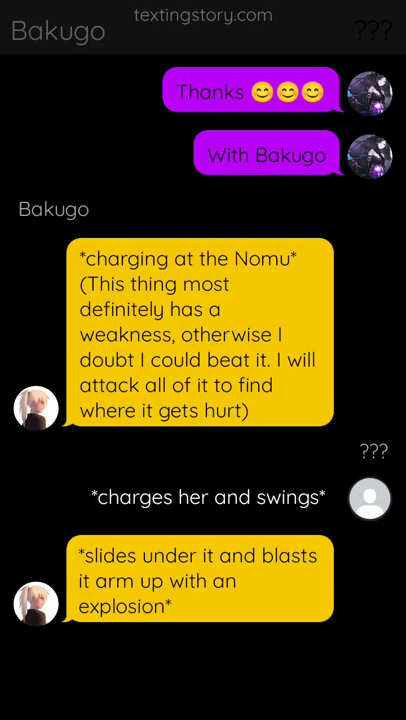 textingstory.com
Bakugo ???
Thanks 😊😊😊
With Bakugo
Bakugo
*charging at the Nomu*
(This thing most
definitely has a
weakness, otherwise I
doubt I could beat it. I will
attack all of it to find
where it gets hurt)
???
*charges her and swings*
*slides under it and blasts
it arm up with an
explosion*